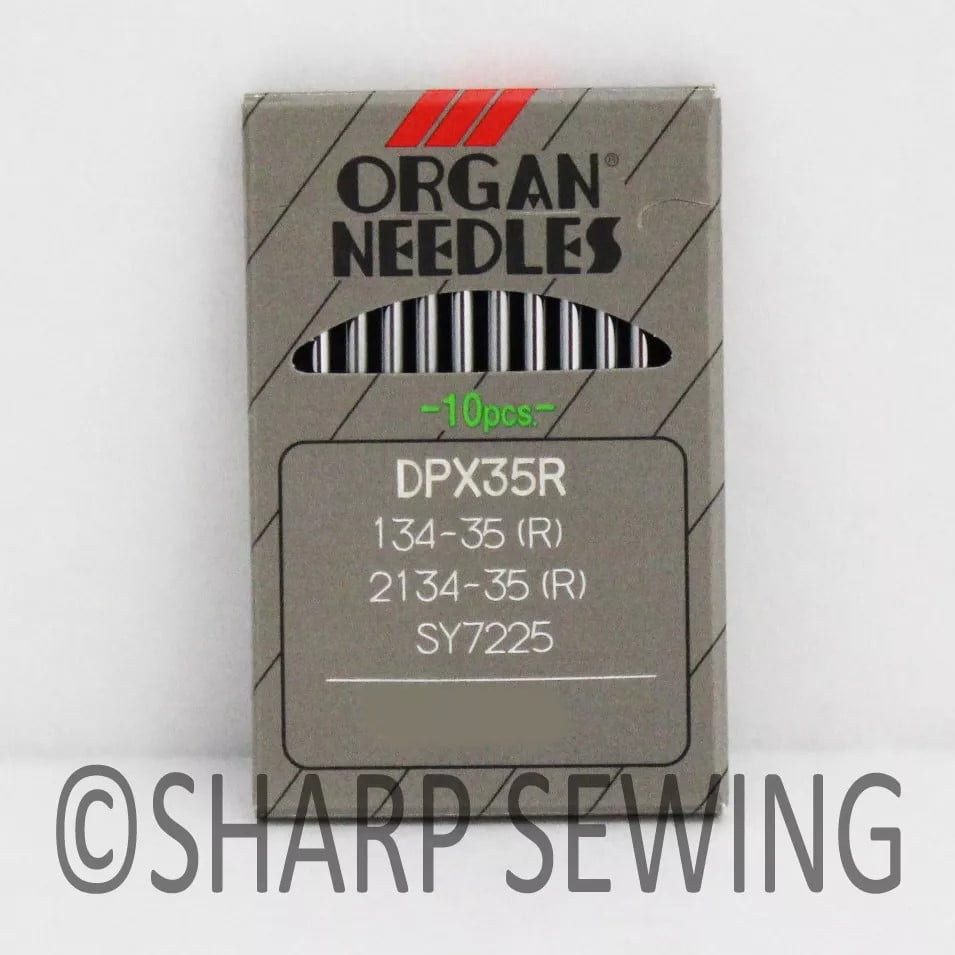 ORGAN®
NEEDLES
-10pcs.-
DPX35R
134-35 (R)
2134-35 (R)
SY7225
©SHARP SEWING